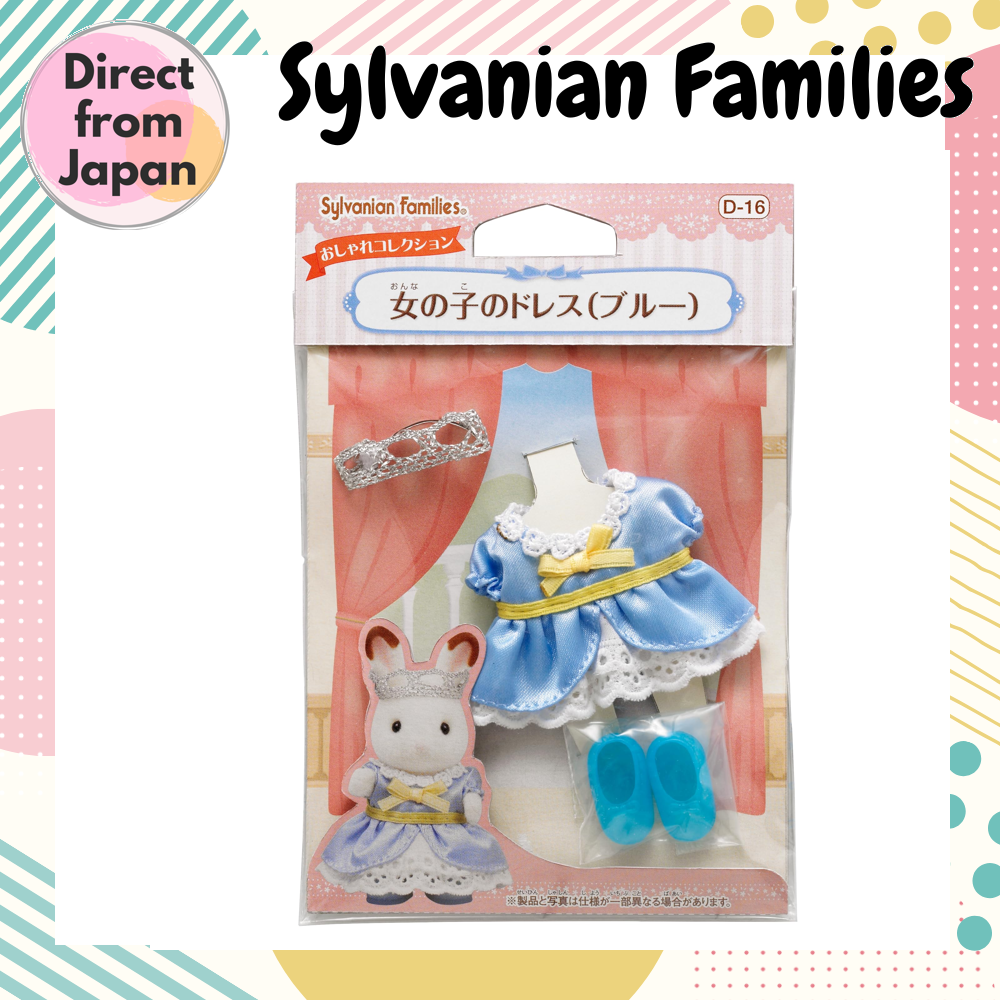 Direct
from
Japan
Sylvanian Families
Sylvanian Families®
D-16
おしゃれコレクション
おんな こ
女の子のドレス(ブルー)
せいひん しゃしん しよう いちぶこと ばあい
※製品と写真は仕様が一部異なる場合があります。